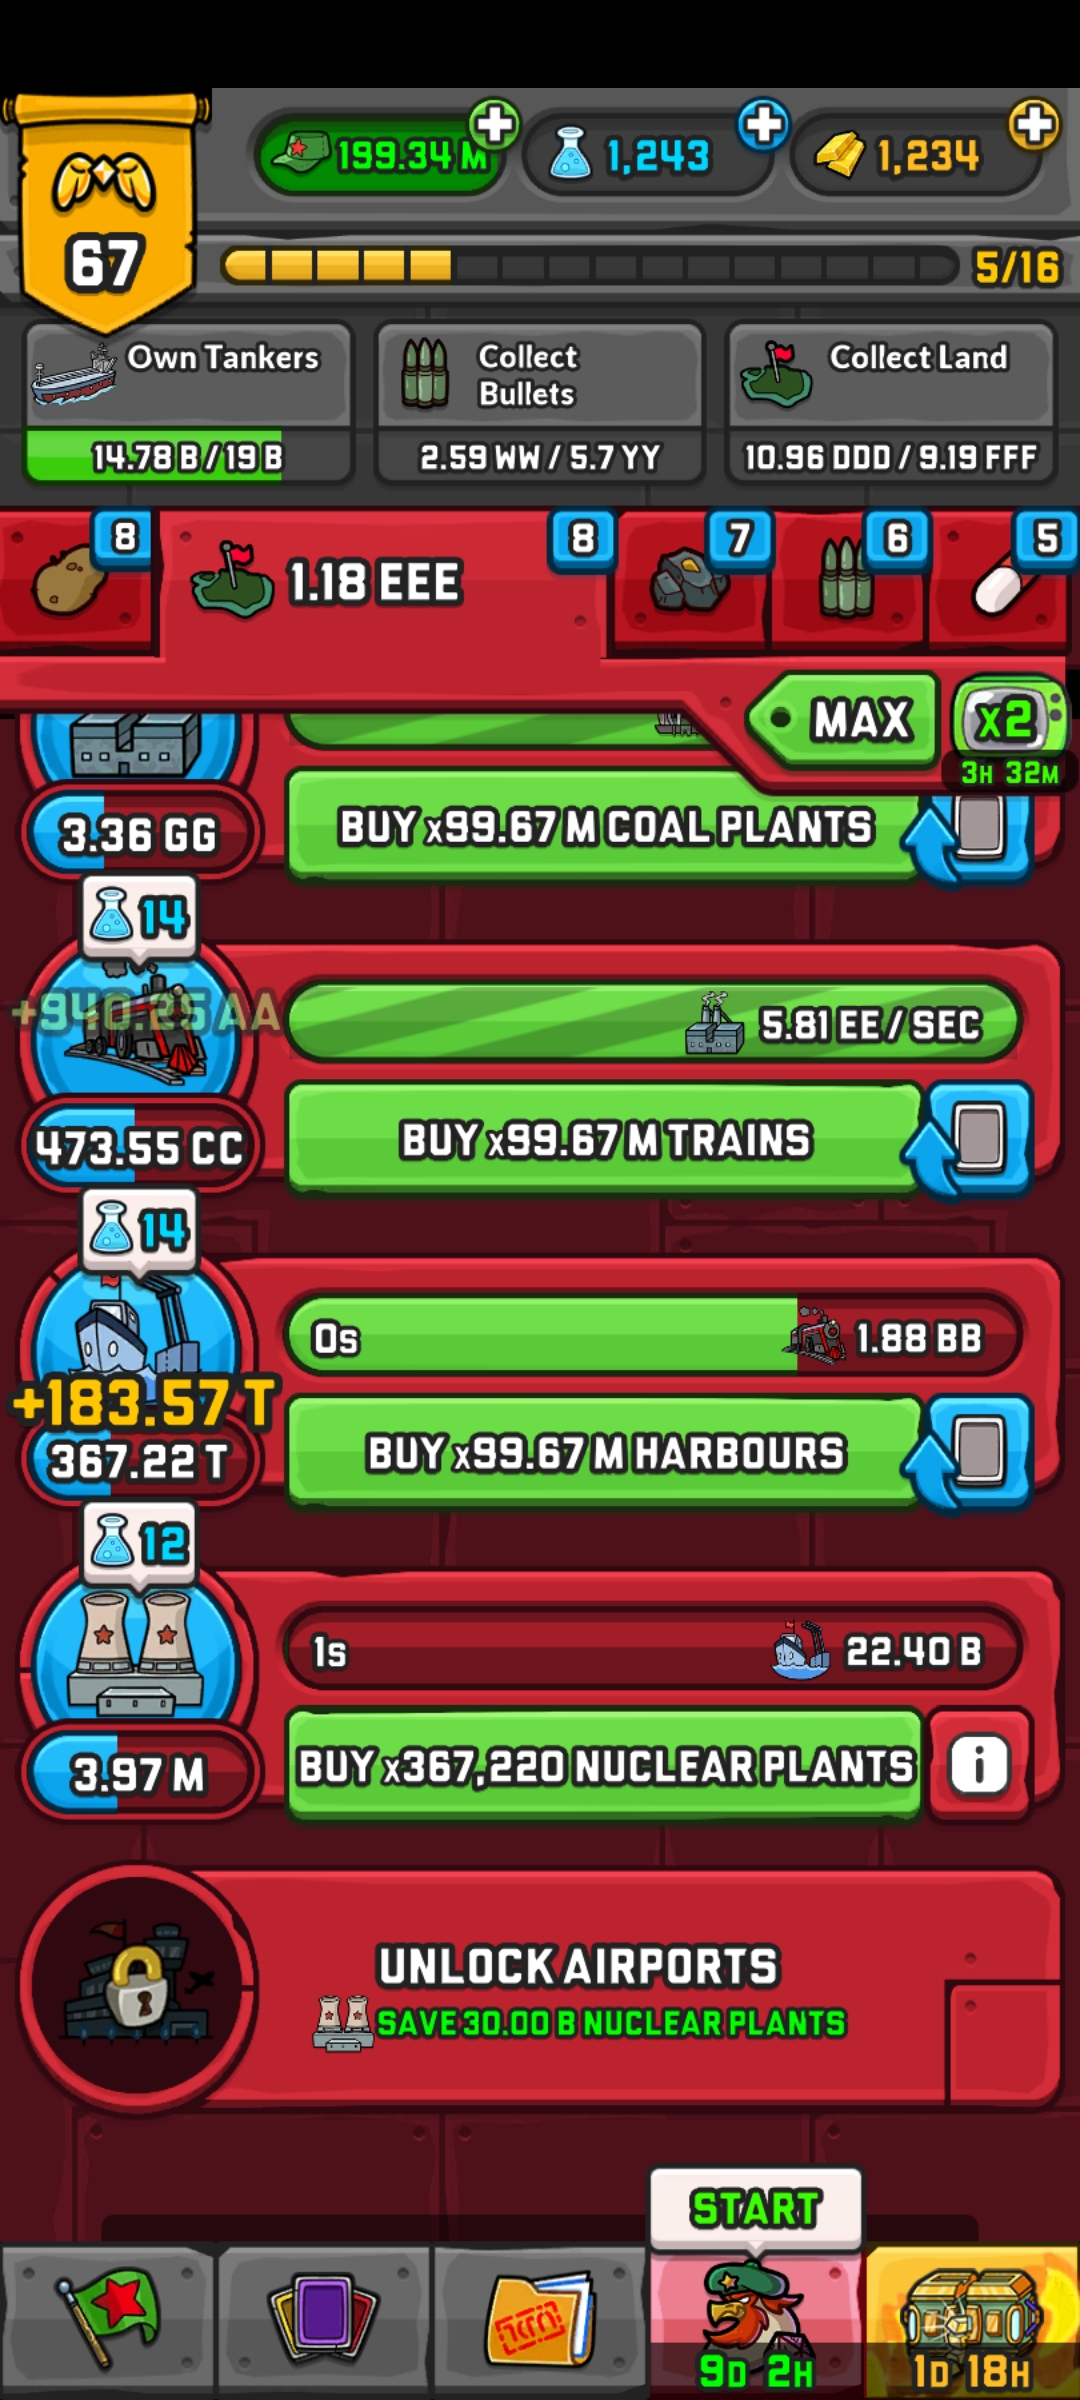 199.34 M
1,243
1,234
67
5/16
Own Tankers
14.78 B / 19 B
Collect
Bullets
2.59 WW / 5.7 YY
Collect Land
10.96 DDD / 9.19 FFF
8
1.18 EEE
8
7
6
5
MAX
x2
3H 32M
3.36 GG
BUY x99.67 M COAL PLANTS
14
+940.25 AA
5.81 EE / SEC
473.55 CC
BUY x99.67 M TRAINS
14
0s
1.88 BB
+183.57 T
367.22 T
BUY x99.67 M HARBOURS
12
1s
22.40 B
3.97 M
BUY x367,220 NUCLEAR PLANTS
i
UNLOCK AIRPORTS
SAVE 30.00 B NUCLEAR PLANTS
START
9D 2H
1D 18H